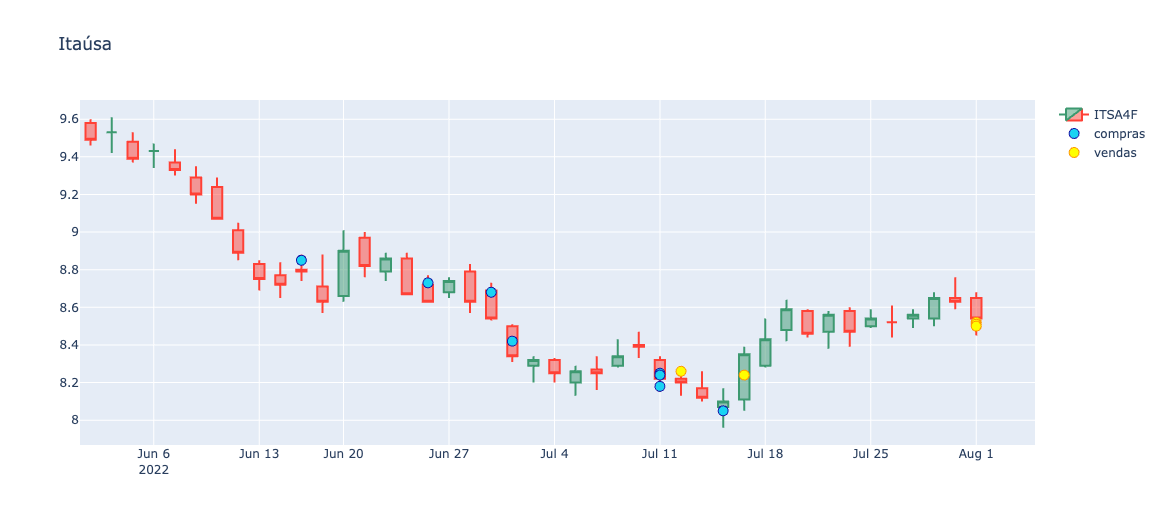 Itaúsa
ITSA4F
compras
vendas
9.6
9.4
9.2
9
8.8
8.6
8.4
8.2
8
Jun 6
2022
Jun 13
Jun 20
Jun 27
Jul 4
Jul 11
Jul 18
Jul 25
Aug 1